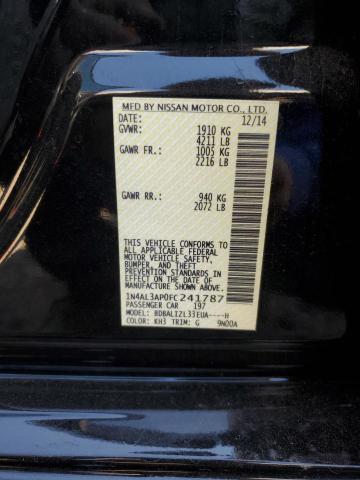 MFD BY NISSAN MOTOR CO., LTD.
DATE: 12/14
GVWR: 1910 KG
4211 LB
GAWR FR: 1005 KG
2216 LB
GAWR RR: 940 KG
2072 LB
THIS VEHICLE CONFORMS TO
ALL APPLICABLE FEDERAL
MOTOR VEHICLE SAFETY,
BUMPER, AND THEFT
PREVENTION STANDARDS IN
EFFECT ON THE DATE OF
MANUFACTURE SHOWN ABOVE.
1N4AL3AP0FC241787
PASSENGER CAR 197
MODEL: BDBALIZL33EUA----H
COLOR: KH3 TRIM: G 9N00A